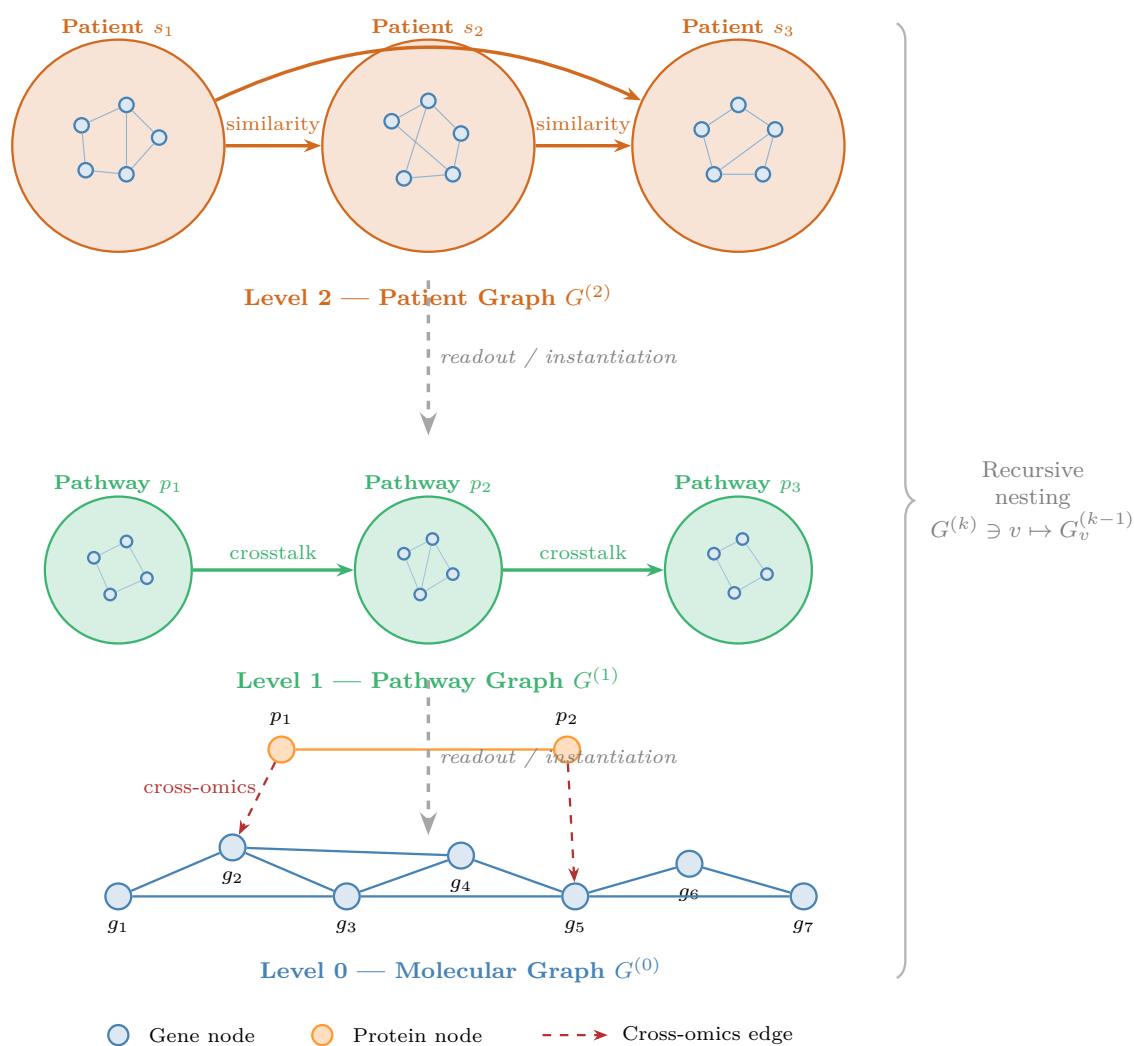 Patient s₁ Patient s₂ Patient s₃
similarity similarity
Level 2 — Patient Graph G⁽²⁾
readout / instantiation
Pathway p₁ Pathway p₂ Pathway p₃
Recursive
nesting
G⁽ᵏ⁾ ∋ v ↦ Gᵥ⁽ᵏ⁻¹⁾
crosstalk crosstalk
Level 1 — Pathway Graph G⁽¹⁾
p₁ p₂
readout / instantiation
cross-omics
g₂ g₄ g₆
g₁ g₃ g₅ g₇
Level 0 — Molecular Graph G⁽⁰⁾
Gene node Protein node Cross-omics edge